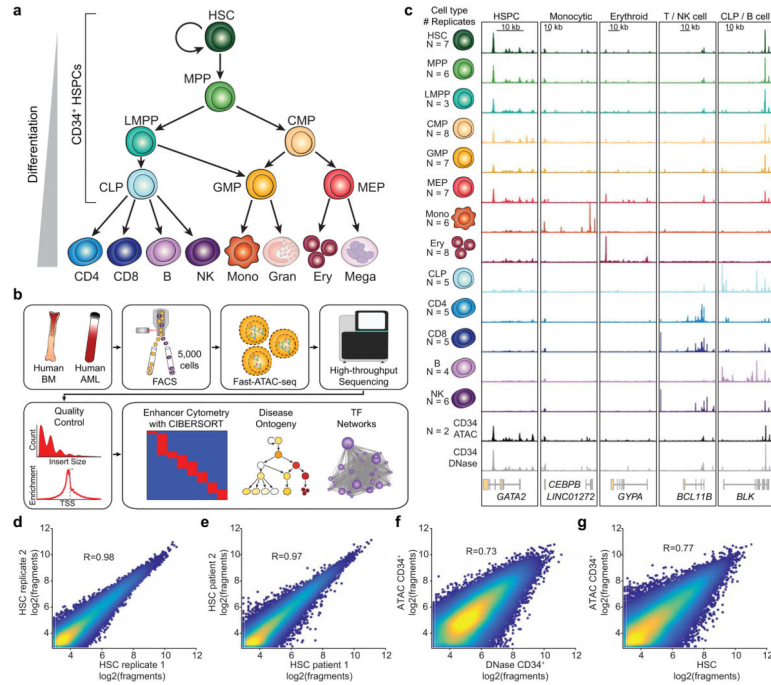 a
HSC
MPP
LMPP
CMP
CLP
GMP
MEP
CD4 CD8 B NK Mono Gran Ery Mega
Differentiation
CD34⁺ HSPCs
b
Human BM
Human AML
FACS
5,000 cells
Fast-ATAC-seq
High-throughput
Sequencing
Quality
Control
Count
Insert Size
Enrichment
TSS
Enhancer Cytometry
with CIBERSORT
Disease
Ontogeny
TF
Networks
c
Cell type
# Replicates
HSPC Monocytic Erythroid T / NK cell CLP / B cell
10 kb 10 kb 10 kb 10 kb 10 kb
HSC
N = 7
MPP
N = 6
LMPP
N = 3
CMP
N = 8
GMP
N = 7
MEP
N = 7
Mono
N = 6
Ery
N = 8
CLP
N = 5
CD4
N = 5
CD8
N = 5
B
N = 4
NK
N = 6
N = 2 CD34
ATAC
CD34
DNase
GATA2
CEBPB
LINC01272
GYPA
BCL11B
BLK
d
R=0.98
HSC replicate 2
log2(fragments)
12
10
8
6
4
4 6 8 10 12
HSC replicate 1
log2(fragments)
e
R=0.97
HSC patient 2
log2(fragments)
12
10
8
6
4
4 6 8 10 12
HSC patient 1
log2(fragments)
f
R=0.73
ATAC CD34⁺
log2(fragments)
12
10
8
6
4
4 6 8 10 12
DNase CD34⁺
log2(fragments)
g
R=0.77
ATAC CD34⁺
log2(fragments)
12
10
8
6
4
4 6 8 10 12
HSC
log2(fragments)